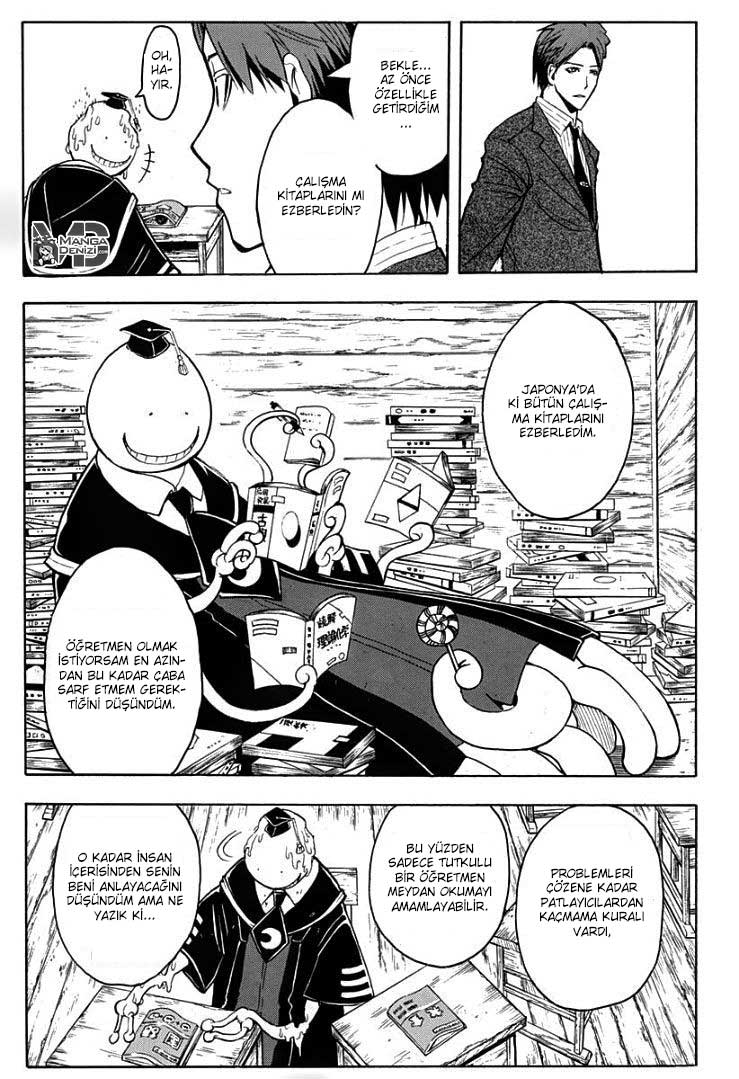 BEKLE...
AZ ÖNCE
ÖZELLİKLE
GETİRDİĞİM
...
ÇALIŞMA
KİTAPLARINI MI
EZBERLEDİN?
OH,
HA-
YIR.
MANGA
DENİZİ.com
JAPONYA'DA
Kİ BÜTÜN ÇALIŞ-
MA KİTAPLARINI
EZBERLEDİM.
ÖĞRETMEN OLMAK
İSTİYORSAM EN AZIN-
DAN BU KADAR ÇABA
SARF ETMEM GEREK-
TİĞİNİ DÜŞÜNDÜM.
PROBLEMLERİ
ÇÖZENE KADAR
PATLAYICILARDAN
KAÇMAMA KURALI
VARDI,
BU YÜZDEN
SADECE TUTKULU
BİR ÖĞRETMEN
MEYDAN OKUMAYI
AMAMLAYABİLİR.
O KADAR İNSAN
İÇERİSİNDEN SENİN
BENİ ANLAYACAĞINI
DÜŞÜNDÜM AMA NE
YAZIK Kİ...